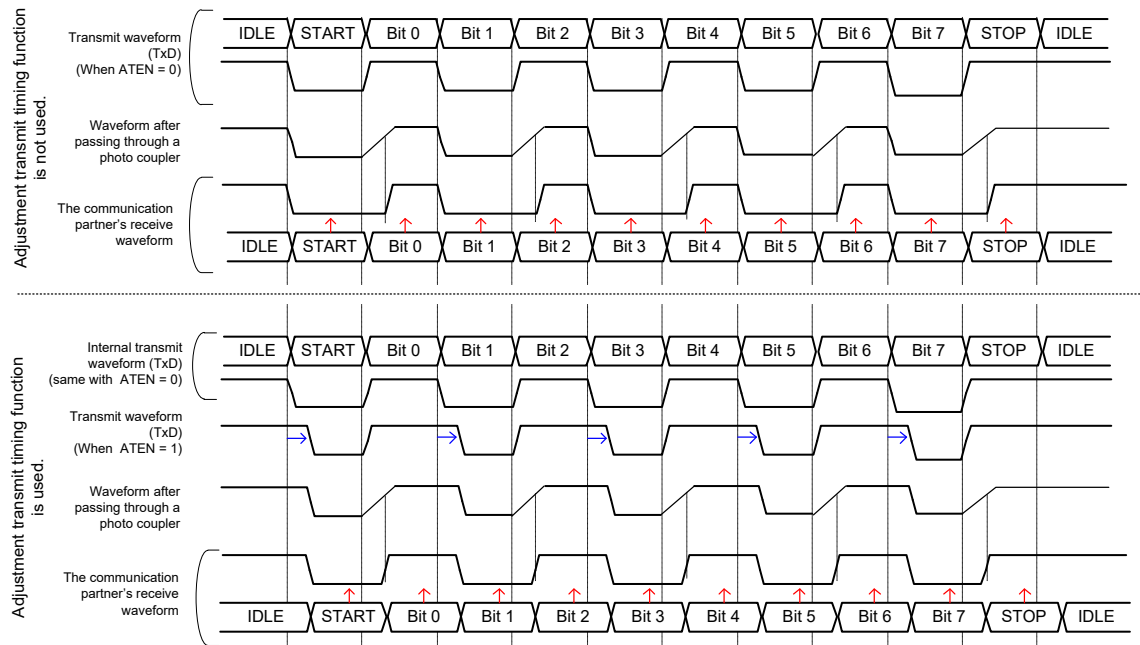 Adjustment transmit timing function
is not used.
Transmit waveform
(TxD)
(When ATEN = 0)
IDLE START Bit 0 Bit 1 Bit 2 Bit 3 Bit 4 Bit 5 Bit 6 Bit 7 STOP IDLE
Waveform after
passing through a
photo coupler
The communication
partner's receive
waveform
IDLE START Bit 0 Bit 1 Bit 2 Bit 3 Bit 4 Bit 5 Bit 6 Bit 7 STOP IDLE
Adjustment transmit timing function
is used.
Internal transmit
waveform (TxD)
(same with ATEN = 0)
IDLE START Bit 0 Bit 1 Bit 2 Bit 3 Bit 4 Bit 5 Bit 6 Bit 7 STOP IDLE
Transmit waveform
(TxD)
(When ATEN = 1)
Waveform after
passing through a
photo coupler
The communication
partner's receive
waveform
IDLE START Bit 0 Bit 1 Bit 2 Bit 3 Bit 4 Bit 5 Bit 6 Bit 7 STOP IDLE